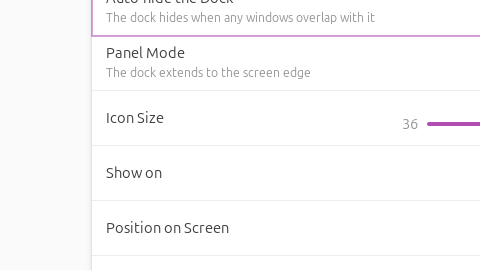 Auto-hide the Dock
The dock hides when any windows overlap with it
Panel Mode
The dock extends to the screen edge
Icon Size
36
Show on
Position on Screen